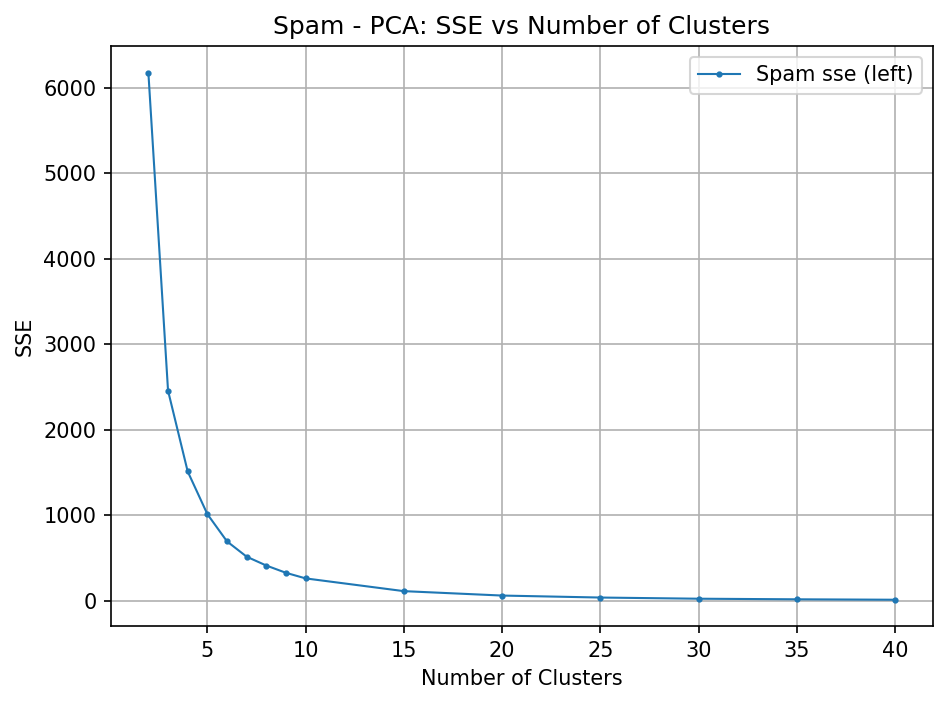 Spam - PCA: SSE vs Number of Clusters
Spam sse (left)
6000
5000
4000
3000
2000
1000
0
SSE
5 10 15 20 25 30 35 40
Number of Clusters